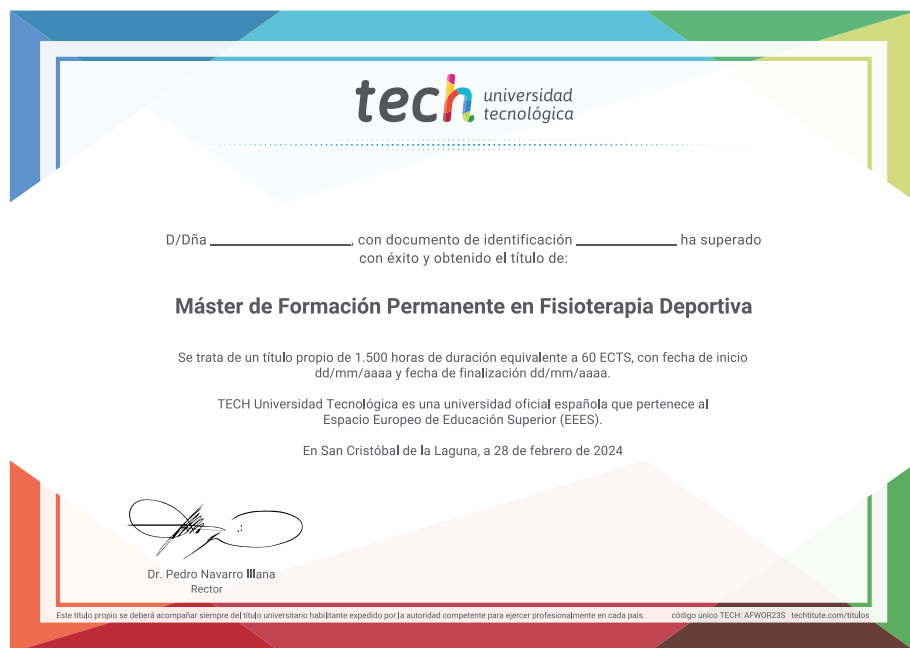 tech universidad
tecnológica
D/Dña ______________, con documento de identificación __________ ha superado
con éxito y obtenido el título de:
Máster de Formación Permanente en Fisioterapia Deportiva
Se trata de un título propio de 1.500 horas de duración equivalente a 60 ECTS, con fecha de inicio
dd/mm/aaaa y fecha de finalización dd/mm/aaaa.
TECH Universidad Tecnológica es una universidad oficial española que pertenece al
Espacio Europeo de Educación Superior (EEES).
En San Cristóbal de la Laguna, a 28 de febrero de 2024
Dr. Pedro Navarro Illana
Rector
Este título propio se deberá acompañar siempre del título universitario habilitante expedido por la autoridad competente para ejercer profesionalmente en cada país. código único TECH: AFWOR23S techtitute.com/titulos